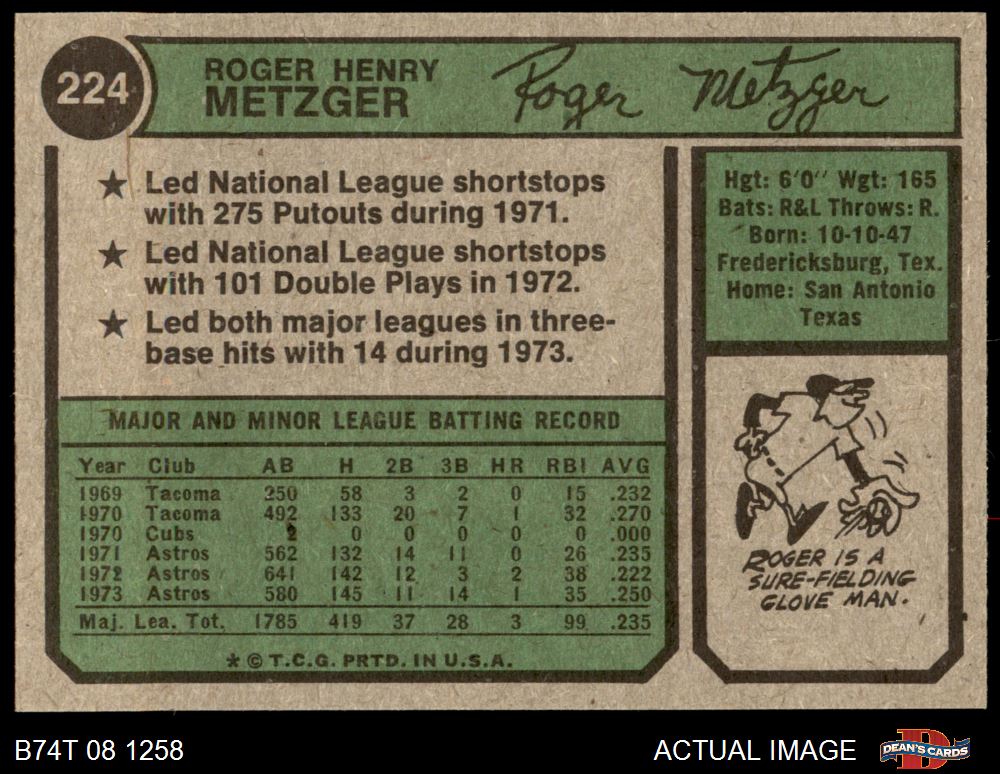 224
ROGER HENRY
METZGER
Roger Metzger
★ Led National League shortstops
with 275 Putouts during 1971.
★ Led National League shortstops
with 101 Double Plays in 1972.
★ Led both major leagues in three-
base hits with 14 during 1973.
Hgt: 6'0" Wgt: 165
Bats: R&L Throws: R.
Born: 10-10-47
Fredericksburg, Tex.
Home: San Antonio
Texas
MAJOR AND MINOR LEAGUE BATTING RECORD
Year Club AB H 2B 3B HR RBI AVG
1969 Tacoma 250 58 3 2 0 15 .232
1970 Tacoma 492 133 20 7 1 32 .270
1970 Cubs 2 0 0 0 0 0 .000
1971 Astros 562 132 14 11 0 26 .235
1972 Astros 641 142 12 3 2 38 .222
1973 Astros 580 145 11 14 1 35 .250
Maj. Lea. Tot. 1785 419 37 28 3 99 .235
* © T.C.G. PRTD. IN U.S.A.
ROGER IS A
SURE-FIELDING
GLOVE MAN.
B74T 08 1258
ACTUAL IMAGE
DEAN'S CARDS